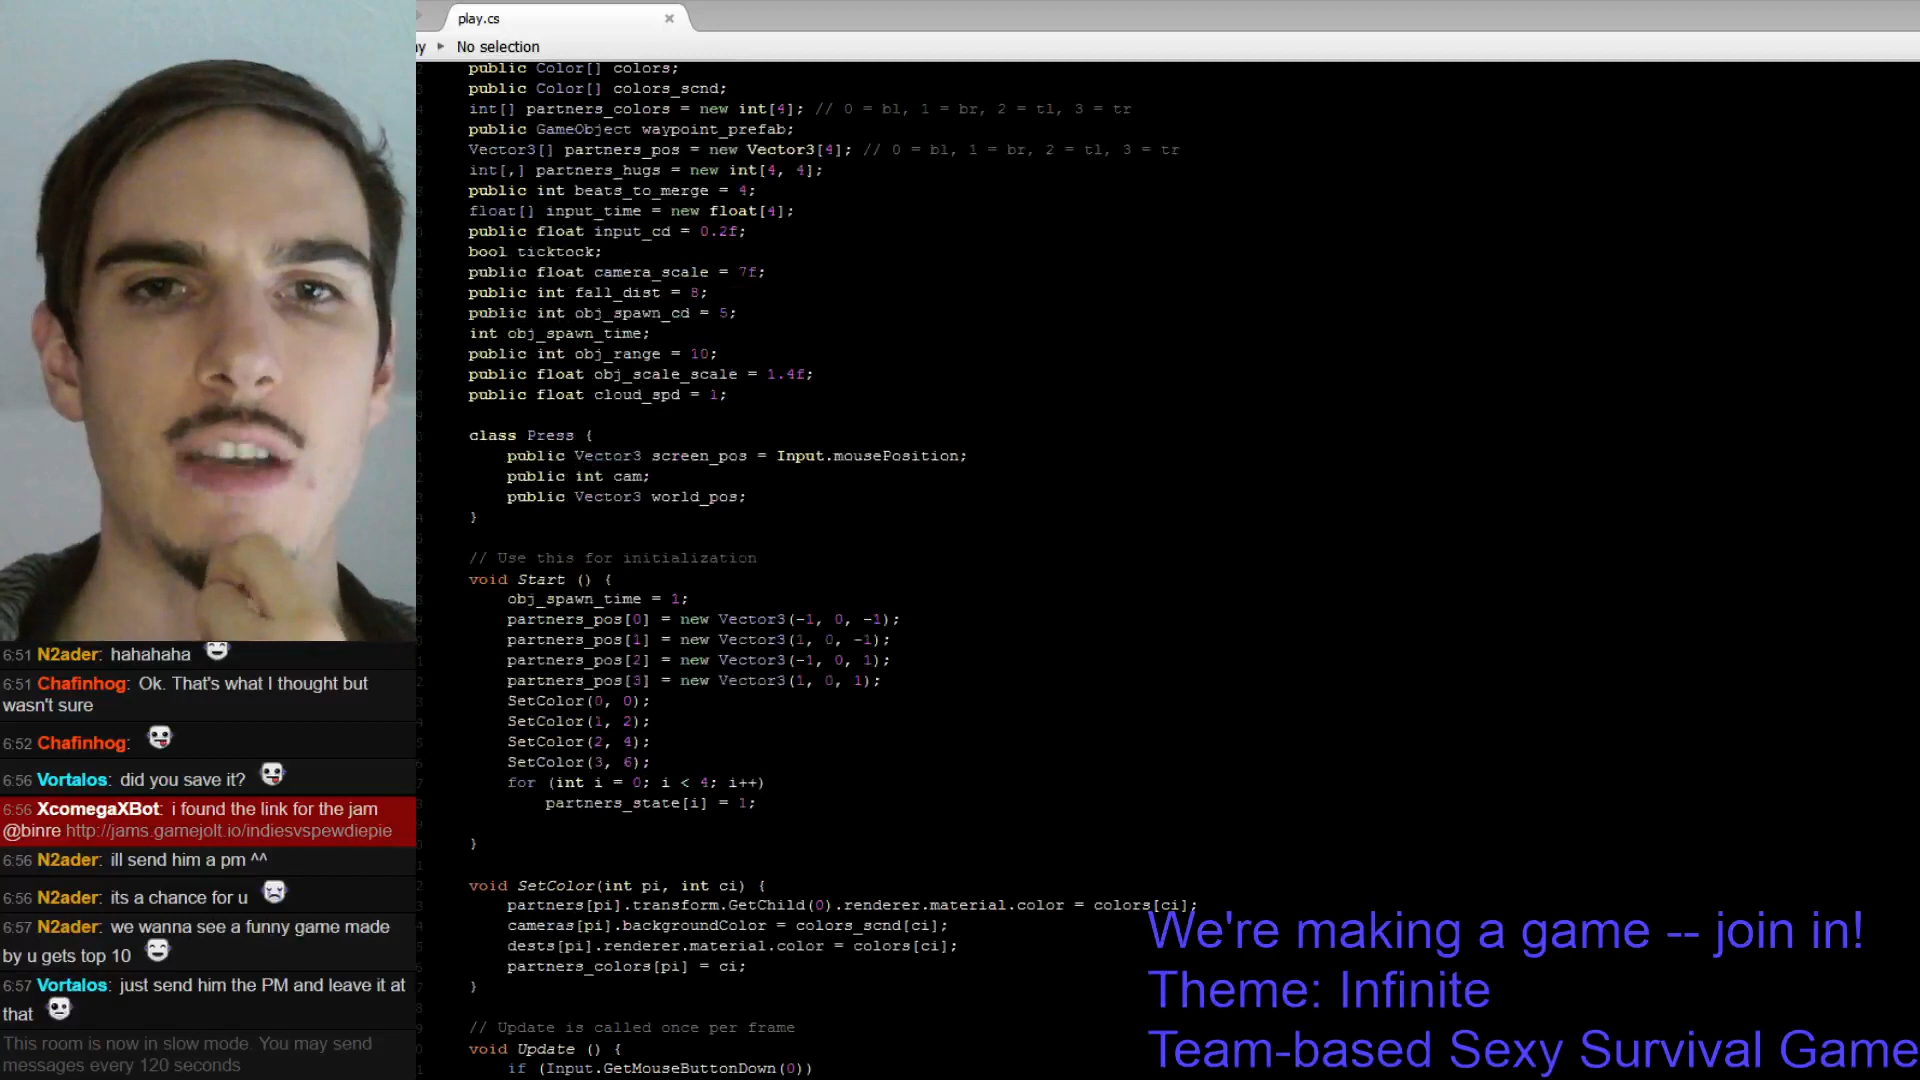 play.cs
No selection
public Color[] colors;
public Color[] colors_scnd;
int[] partners_colors = new int[4]; // 0 = bl, 1 = br, 2 = tl, 3 = tr
public GameObject waypoint_prefab;
Vector3[] partners_pos = new Vector3[4]; // 0 = bl, 1 = br, 2 = tl, 3 = tr
int[,] partners_hugs = new int[4, 4];
public int beats_to_merge = 4;
float[] input_time = new float[4];
public float input_cd = 0.2f;
bool ticktock;
public float camera_scale = 7f;
public int fall_dist = 8;
public int obj_spawn_cd = 5;
int obj_spawn_time;
public int obj_range = 10;
public float obj_scale_scale = 1.4f;
public float cloud_spd = 1;
class Press {
public Vector3 screen_pos = Input.mousePosition;
public int cam;
public Vector3 world_pos;
}
// Use this for initialization
void Start () {
obj_spawn_time = 1;
partners_pos[0] = new Vector3(-1, 0, -1);
partners_pos[1] = new Vector3(1, 0, -1);
partners_pos[2] = new Vector3(-1, 0, 1);
partners_pos[3] = new Vector3(1, 0, 1);
SetColor(0, 0);
SetColor(1, 2);
SetColor(2, 4);
SetColor(3, 6);
for (int i = 0; i < 4; i++)
partners_state[i] = 1;
}
void SetColor(int pi, int ci) {
partners[pi].transform.GetChild(0).renderer.material.color = colors[ci];
cameras[pi].backgroundColor = colors_scnd[ci];
dests[pi].renderer.material.color = colors[ci];
partners_colors[pi] = ci;
}
// Update is called once per frame
void Update () {
if (Input.GetMouseButtonDown(0))
6:51 N2ader: hahahaha
6:51 Chafinhog: Ok. That's what I thought but
wasn't sure
6:52 Chafinhog:
6:56 Vortalos: did you save it?
6:56 XcomegaXBot: i found the link for the jam
@binre http://jams.gamejolt.io/indiesvspewdiepie
6:56 N2ader: ill send him a pm ^^
6:56 N2ader: its a chance for u
6:57 N2ader: we wanna see a funny game made
by u gets top 10
6:57 Vortalos: just send him the PM and leave it at
that
This room is now in slow mode. You may send
messages every 120 seconds
We're making a game -- join in!
Theme: Infinite
Team-based Sexy Survival Game